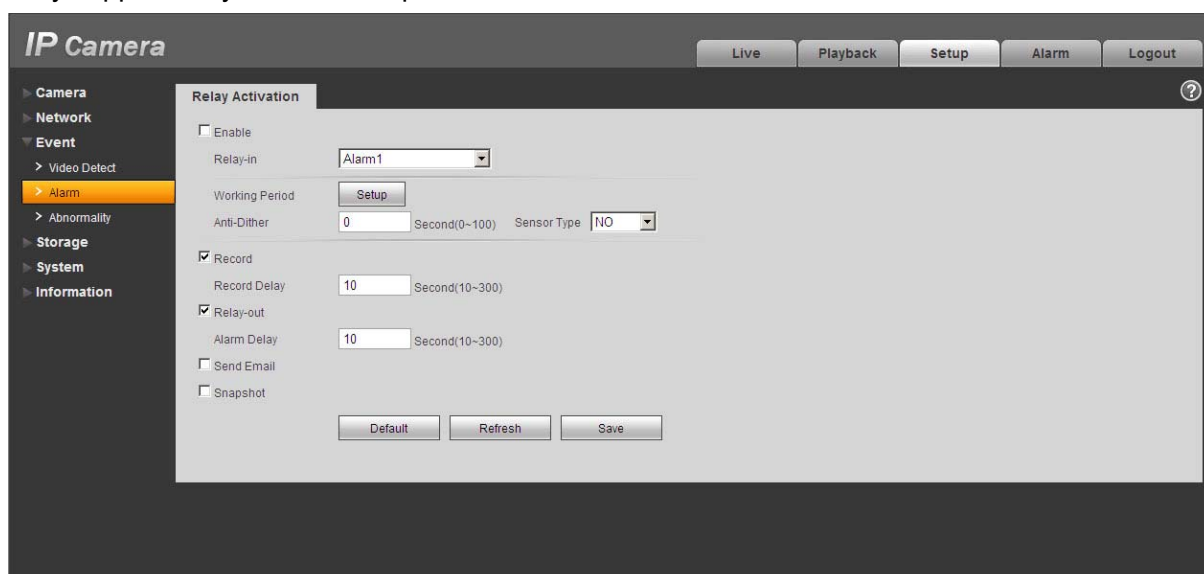 IP Camera
Live
Playback
Setup
Alarm
Logout
Camera
Network
Event
> Video Detect
> Alarm
> Abnormality
Storage
System
Information
Relay Activation
?
Enable
Relay-in Alarm1
Working Period Setup
Anti-Dither 0 Second(0~100) Sensor Type NO
Record
Record Delay 10 Second(10~300)
Relay-out
Alarm Delay 10 Second(10~300)
Send Email
Snapshot
Default Refresh Save